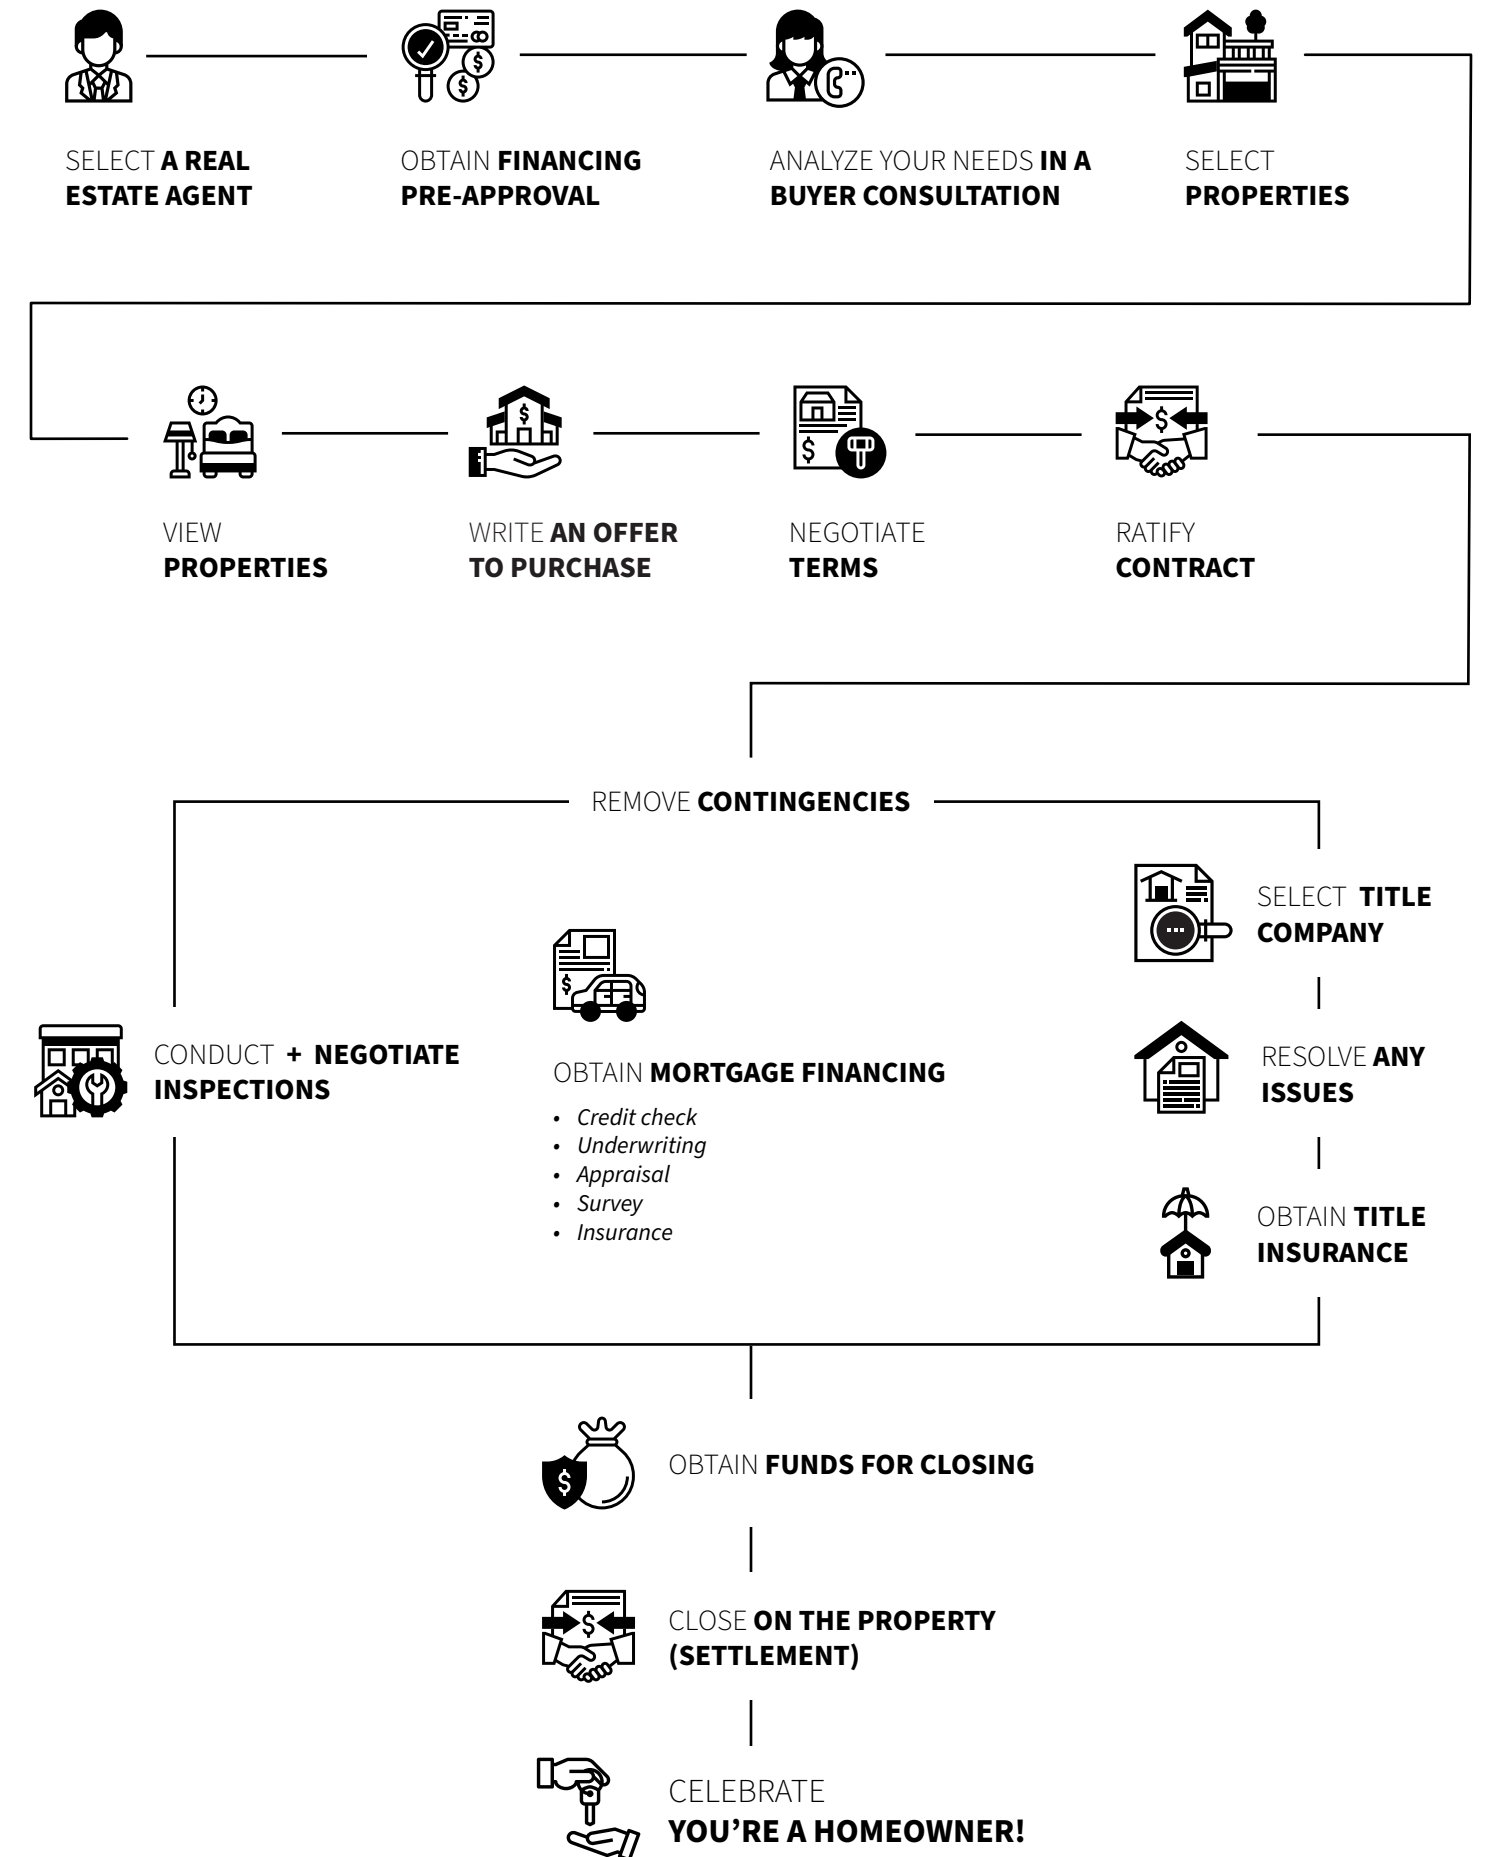 SELECT A REAL
ESTATE AGENT
OBTAIN FINANCING
PRE-APPROVAL
ANALYZE YOUR NEEDS IN A
BUYER CONSULTATION
SELECT
PROPERTIES
VIEW
PROPERTIES
WRITE AN OFFER
TO PURCHASE
NEGOTIATE
TERMS
RATIFY
CONTRACT
REMOVE CONTINGENCIES
CONDUCT + NEGOTIATE
INSPECTIONS
OBTAIN MORTGAGE FINANCING
• Credit check
• Underwriting
• Appraisal
• Survey
• Insurance
SELECT TITLE
COMPANY
RESOLVE ANY
ISSUES
OBTAIN TITLE
INSURANCE
OBTAIN FUNDS FOR CLOSING
CLOSE ON THE PROPERTY
(SETTLEMENT)
CELEBRATE
YOU’RE A HOMEOWNER!